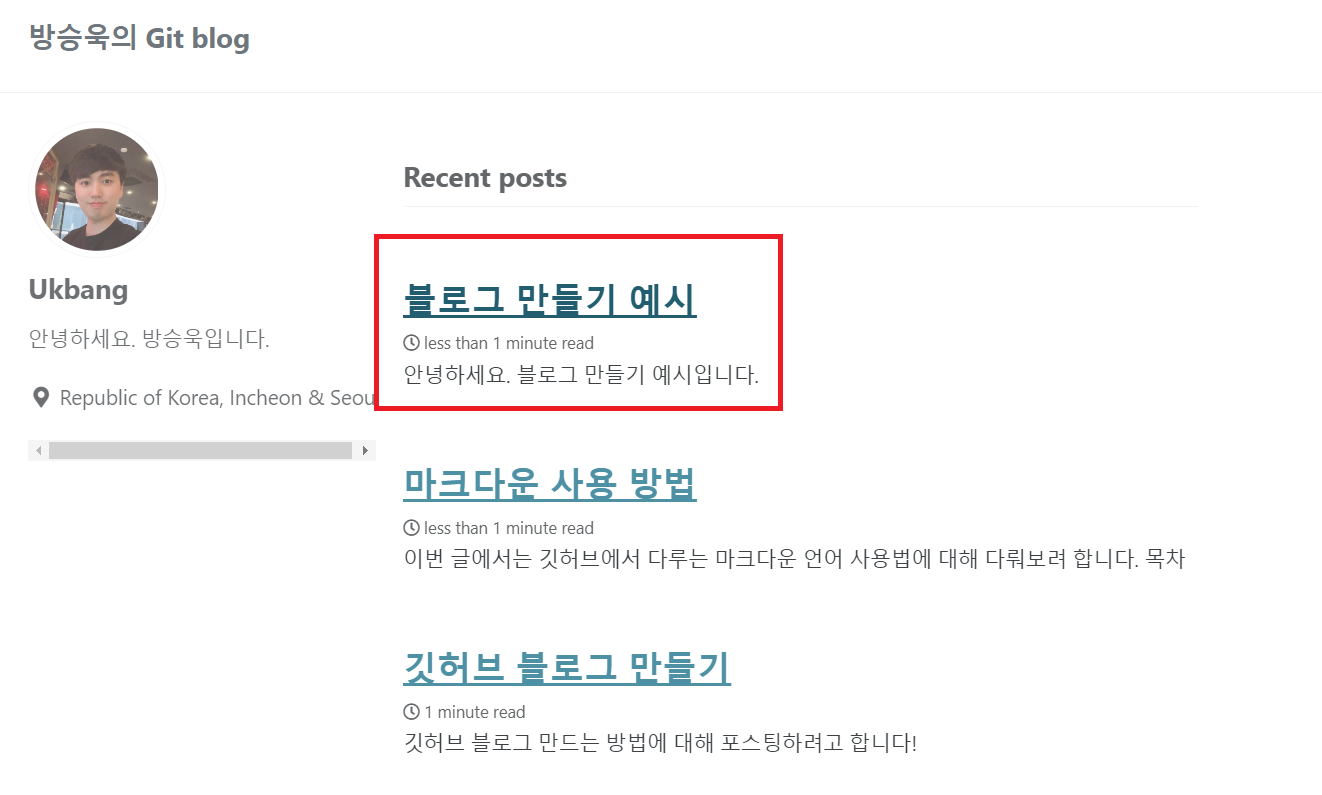 방승욱의 Git blog
Ukbang
안녕하세요. 방승욱입니다.
Republic of Korea, Incheon & Seou
Recent posts
블로그 만들기 예시
less than 1 minute read
안녕하세요. 블로그 만들기 예시입니다.
마크다운 사용 방법
less than 1 minute read
이번 글에서는 깃허브에서 다루는 마크다운 언어 사용법에 대해 다뤄보려 합니다. 목차
깃허브 블로그 만들기
1 minute read
깃허브 블로그 만드는 방법에 대해 포스팅하려고 합니다!